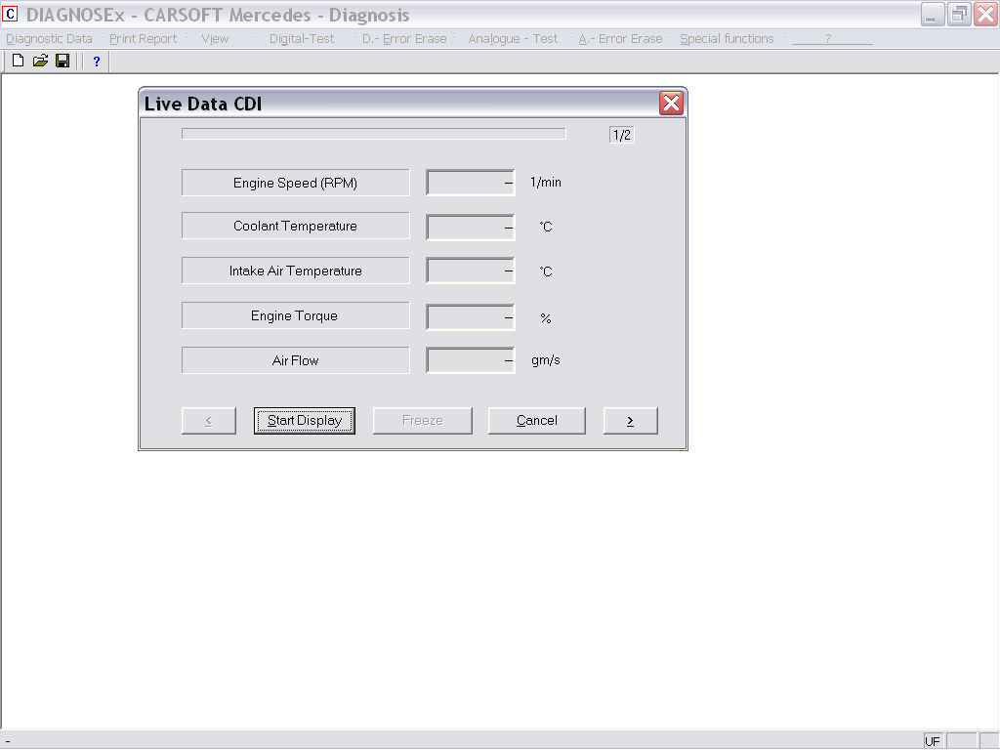 C DIAGNOSEx - CARSOFT Mercedes - Diagnosis
Diagnostic Data - Print Report - View - Digital-Test - D.- Error Erase - Analogue - Test - A.- Error Erase - Special functions - ?
?
Live Data CDI
1/2
Engine Speed (RPM) – 1/min
Coolant Temperature – °C
Intake Air Temperature – °C
Engine Torque – %
Air Flow – gm/s
< Start Display Freeze Cancel >
- UF